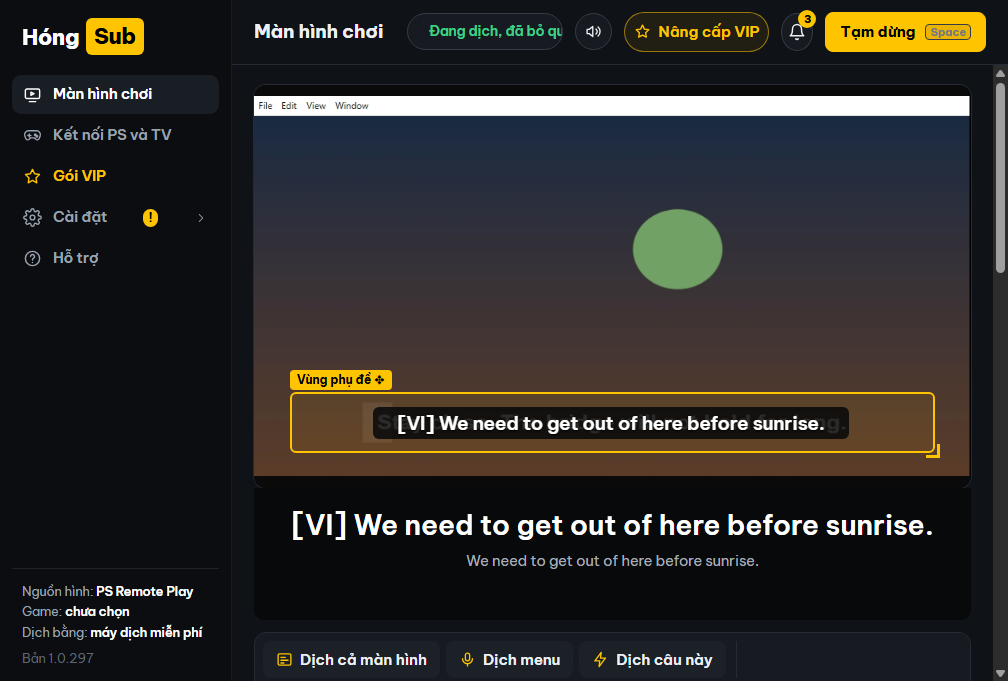 Hóng Sub
Màn hình chơi
Kết nối PS và TV
Gói VIP
Cài đặt !
Hỗ trợ
Nguồn hình: PS Remote Play
Game: chưa chọn
Dịch bằng: máy dịch miễn phí
Bản 1.0.297
Màn hình chơi
Đang dịch, đã bỏ
Nâng cấp VIP
3
Tạm dừng Space
File Edit View Window
Vùng phụ đề
[VI] We need to get out of here before sunrise.
[VI] We need to get out of here before sunrise.
We need to get out of here before sunrise.
Dịch cả màn hình
Dịch menu
Dịch câu này